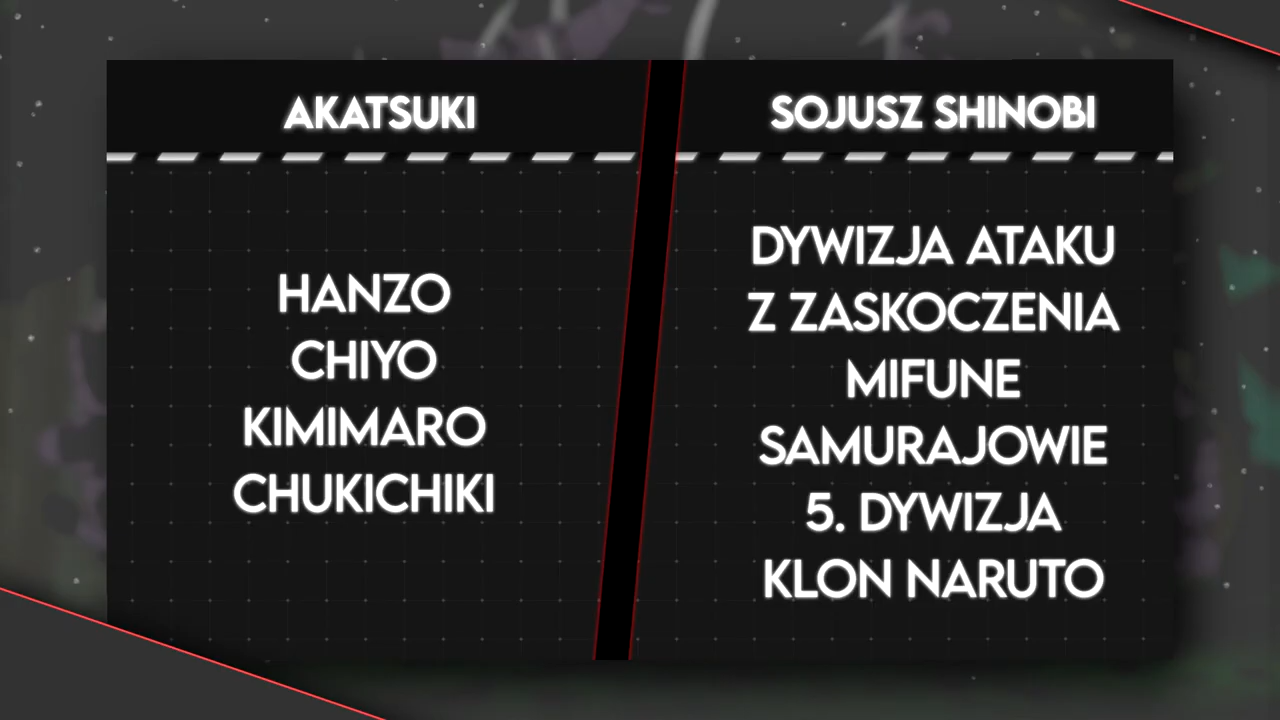 AKATSUKI
HANZO
CHIYO
KIMIMARO
CHUKICHIKI
SOJUSZ SHINOBI
DYWIZJA ATAKU
Z ZASKOCZENIA
MIFUNE
SAMURAJOWIE
5. DYWIZJA
KLON NARUTO